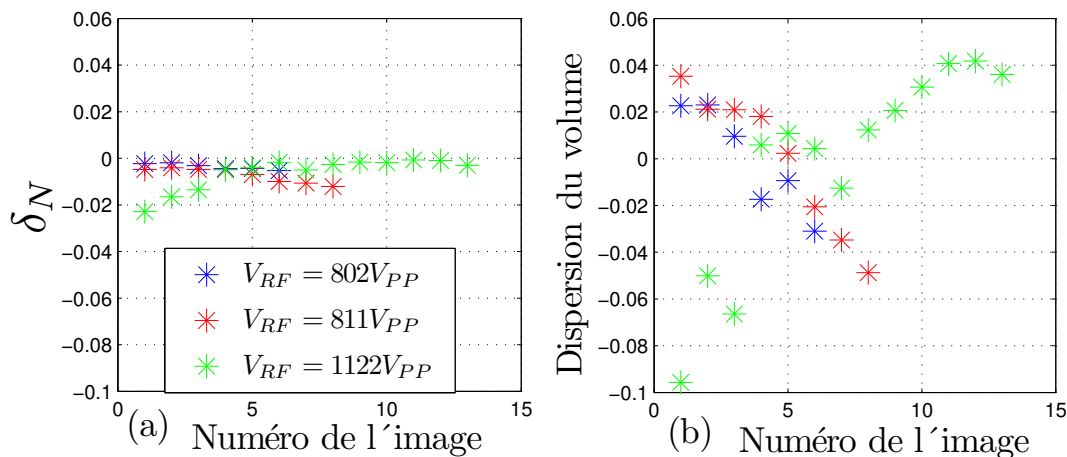 0.06
0.04
0.02
0
−0.02
−0.04
−0.06
−0.08
−0.1
δ_N
V_RF = 802V_PP
V_RF = 811V_PP
V_RF = 1122V_PP
0 5 10 15
(a) Numéro de l´image
0.06
0.04
0.02
0
−0.02
−0.04
−0.06
−0.08
−0.1
Dispersion du volume
0 5 10 15
(b) Numéro de l´image